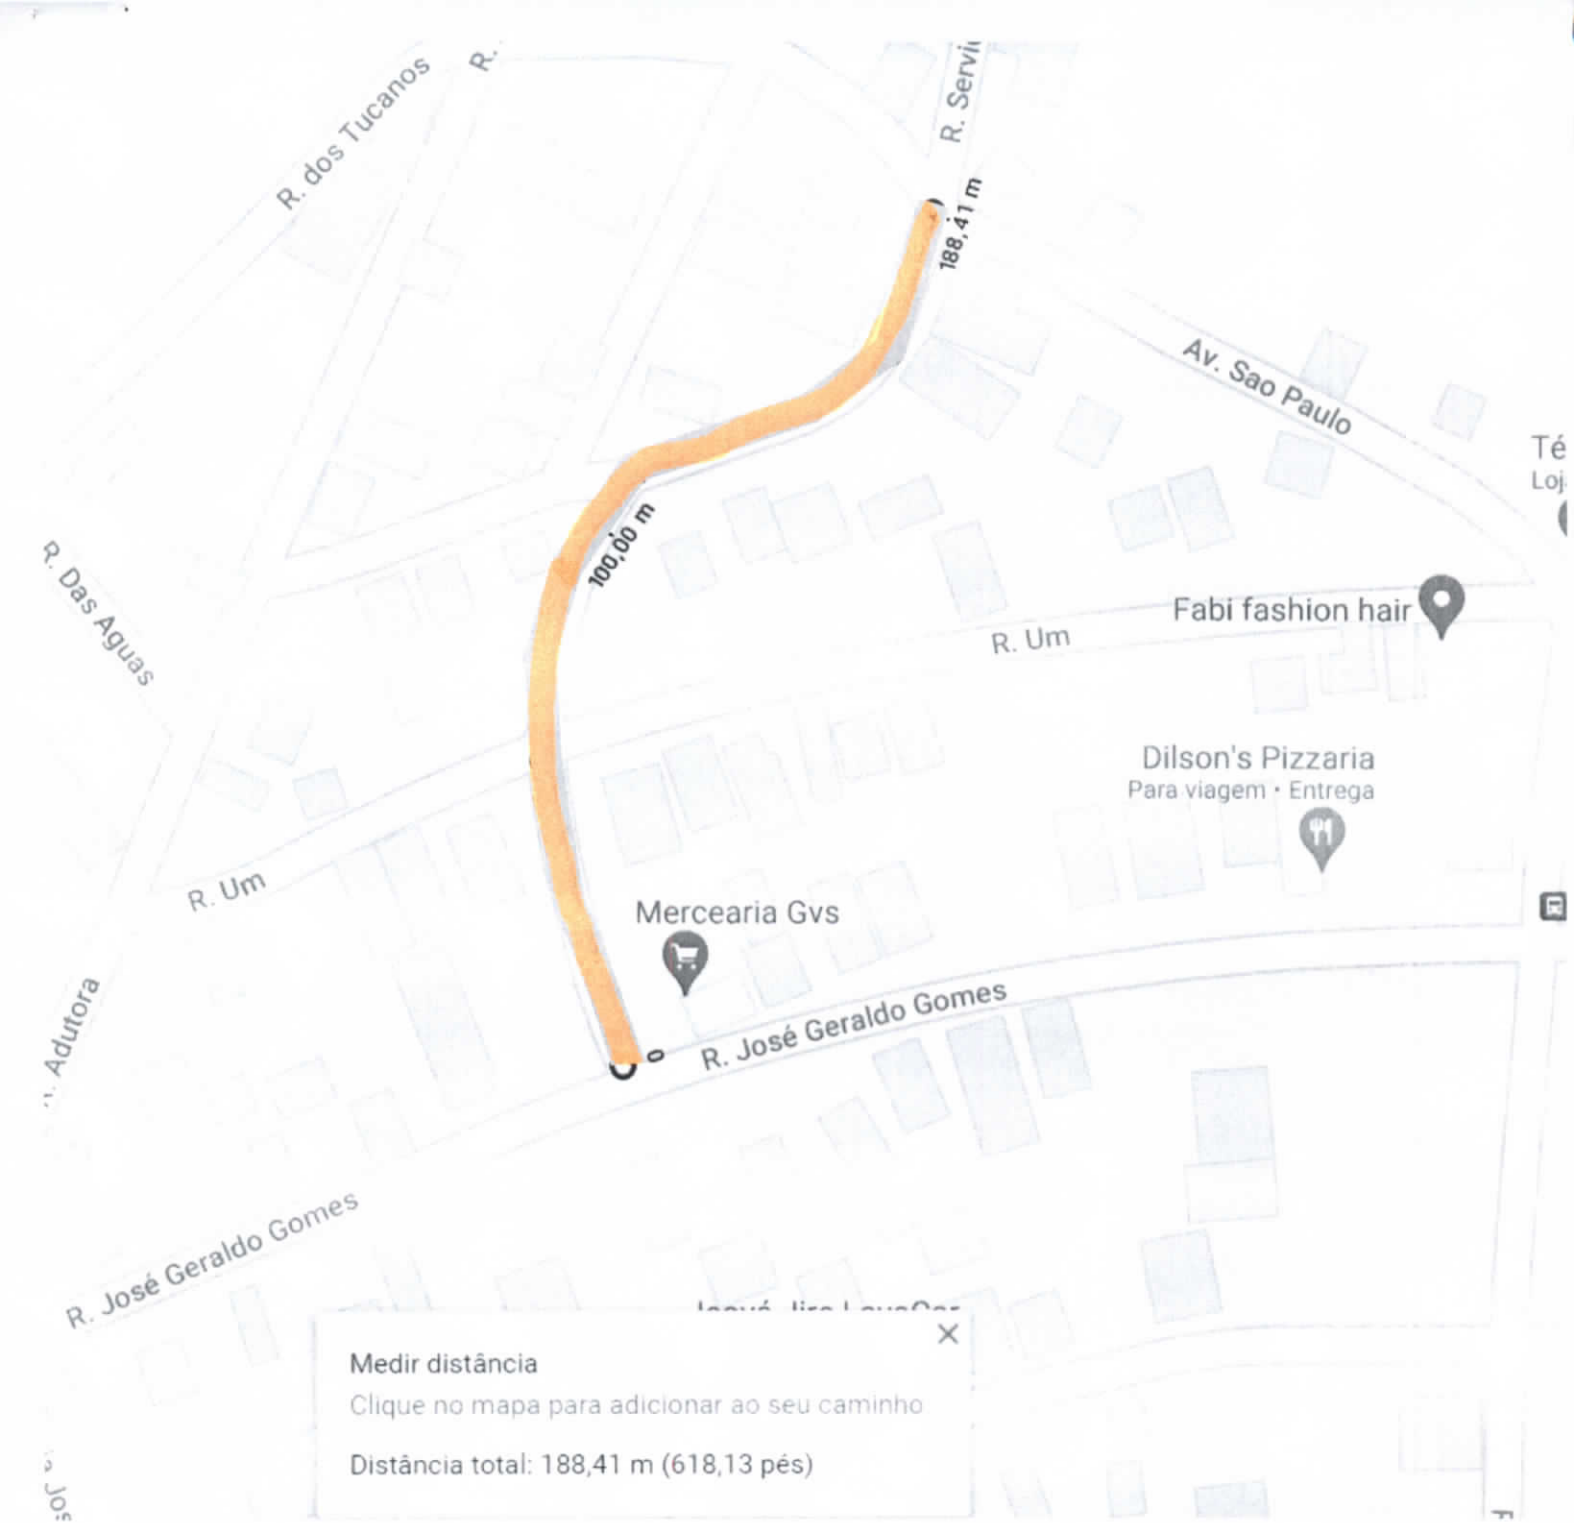 R. dos Tucanos
R.
188,41 m
Av. Sao Paulo
Té
Loj
100,00 m
R. Das Aguas
Fabi fashion hair
R. Um
Dilson's Pizzaria
Para viagem • Entrega
R. Um
Mercearia Gvs
R. José Geraldo Gomes
0
Adutora
R. José Geraldo Gomes
Medir distância
Clique no mapa para adicionar ao seu caminho
Distância total: 188,41 m (618,13 pés)